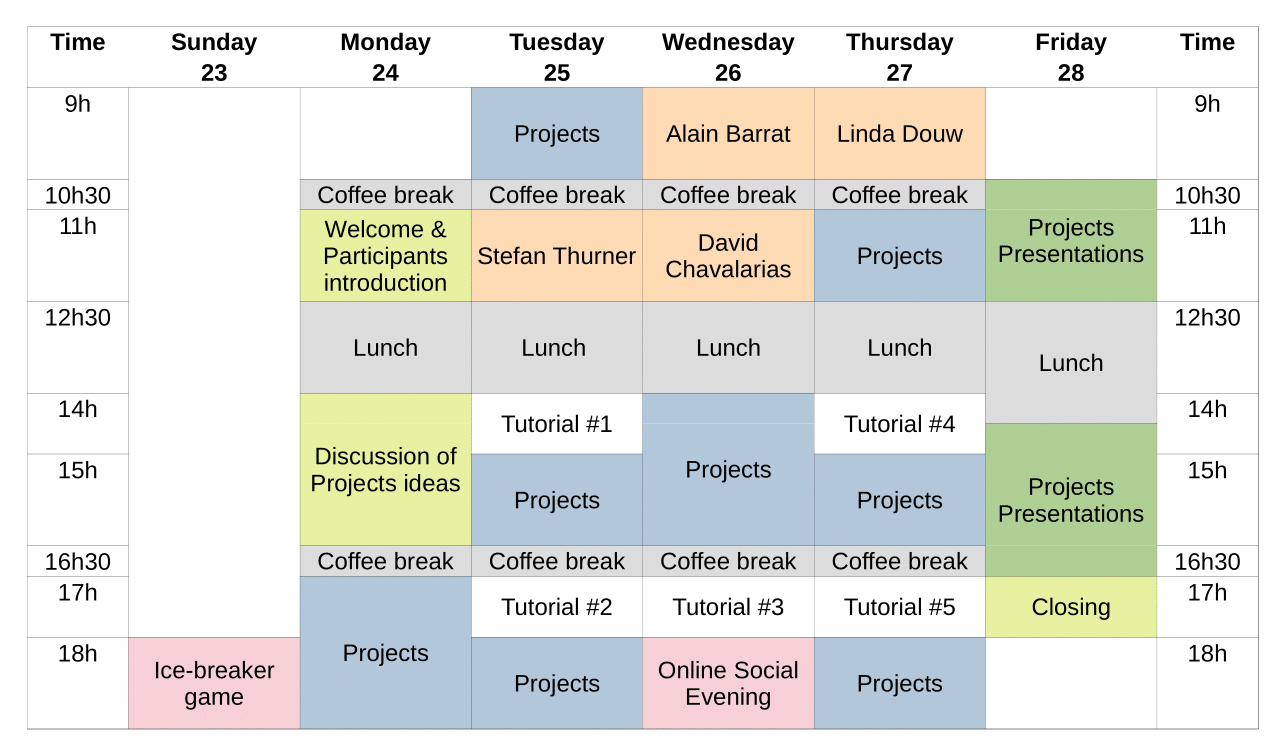 Time Sunday Monday Tuesday Wednesday Thursday Friday Time
23 24 25 26 27 28
9h Projects Alain Barrat Linda Douw 9h
10h30 Coffee break Coffee break Coffee break Coffee break 10h30
11h Welcome & Participants introduction Stefan Thurner David Chavalarias Projects Projects Presentations 11h
12h30 Lunch Lunch Lunch Lunch Lunch 12h30
14h Discussion of Projects ideas Tutorial #1 Projects Tutorial #4 14h
15h Projects Projects Projects Presentations 15h
16h30 Coffee break Coffee break Coffee break Coffee break 16h30
17h Projects Tutorial #2 Tutorial #3 Tutorial #5 Closing 17h
18h Ice-breaker game Projects Online Social Evening Projects 18h